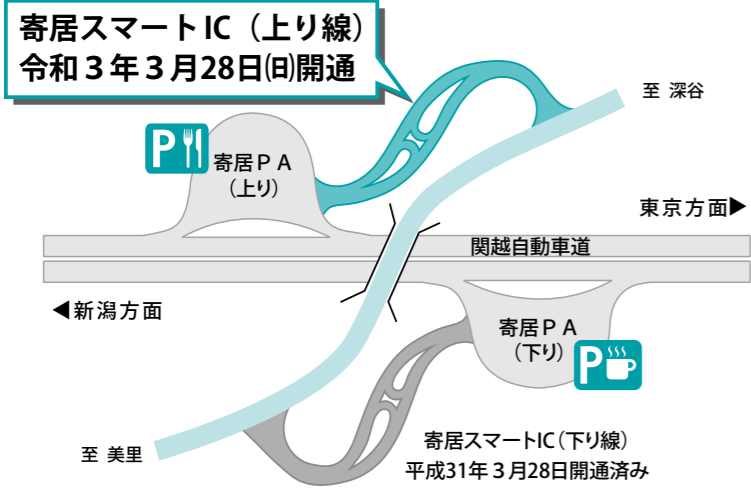 寄居スマートIC（上り線）
令和３年３月28日㈰開通
至 深谷
P
寄居ＰＡ
（上り）
東京方面▶
関越自動車道
◀新潟方面
寄居ＰＡ
（下り）
P
至 美里
寄居スマートIC（下り線）
平成31年３月28日開通済み